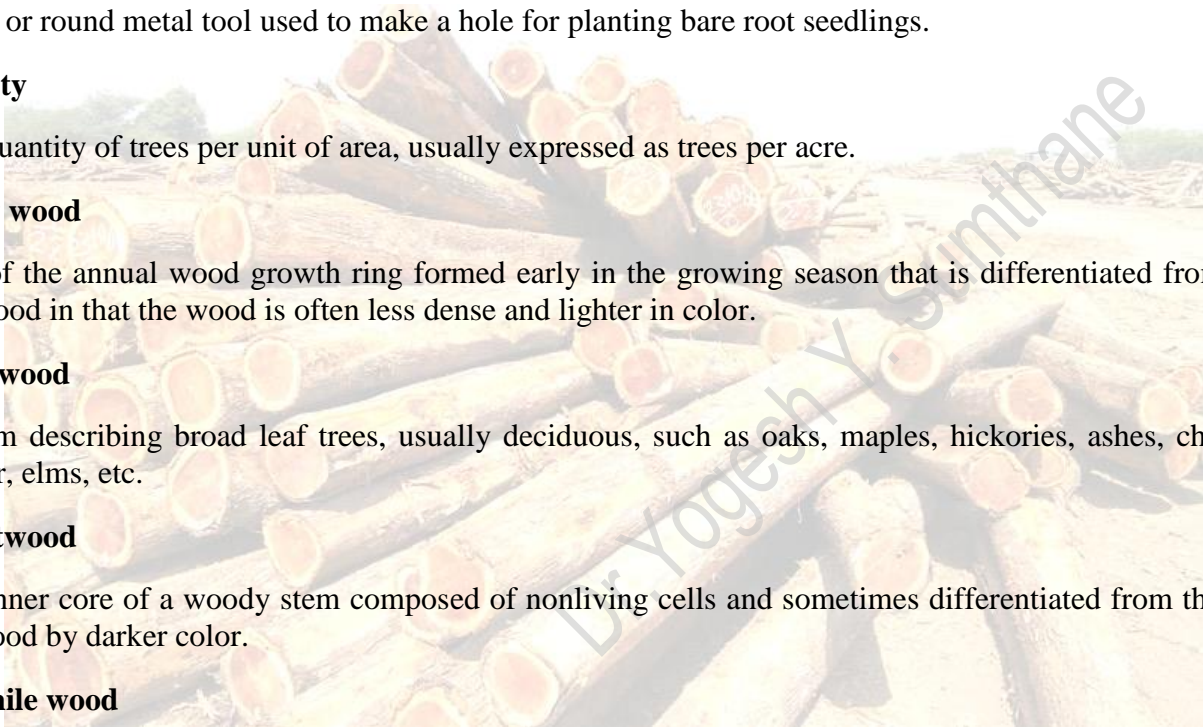 or round metal tool used to make a hole for planting bare root seedlings.
ty
uantity of trees per unit of area, usually expressed as trees per acre.
wood
of the annual wood growth ring formed early in the growing season that is differentiated fro
ood in that the wood is often less dense and lighter in color.
wood
m describing broad leaf trees, usually deciduous, such as oaks, maples, hickories, ashes, ch
r, elms, etc.
twood
nner core of a woody stem composed of nonliving cells and sometimes differentiated from th
ood by darker color.
nile wood
Dr. Yogesh Y. Sumthane